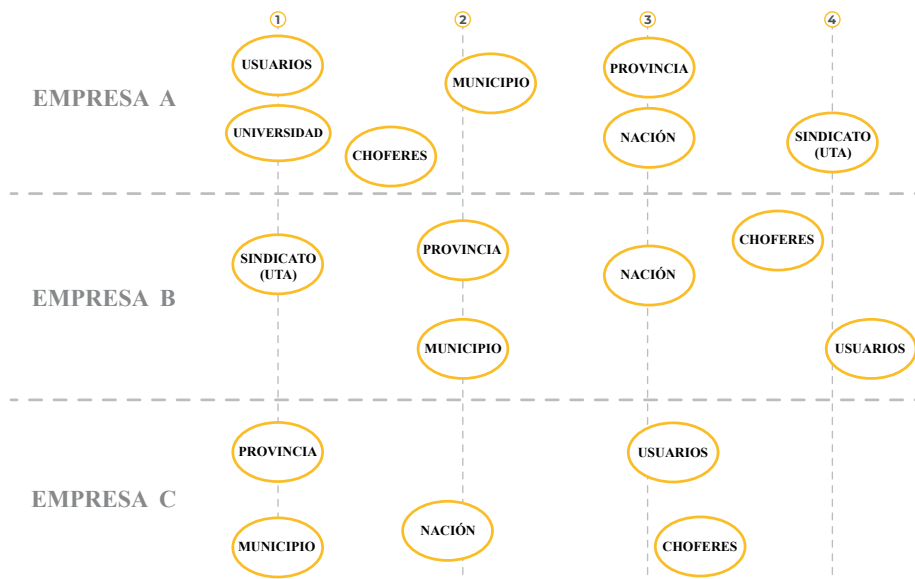 1 2 3 4
EMPRESA A
USUARIOS
UNIVERSIDAD
CHOFERES
MUNICIPIO
PROVINCIA
NACIÓN
SINDICATO
(UTA)
EMPRESA B
SINDICATO
(UTA)
PROVINCIA
MUNICIPIO
NACIÓN
CHOFERES
USUARIOS
EMPRESA C
PROVINCIA
MUNICIPIO
NACIÓN
USUARIOS
CHOFERES